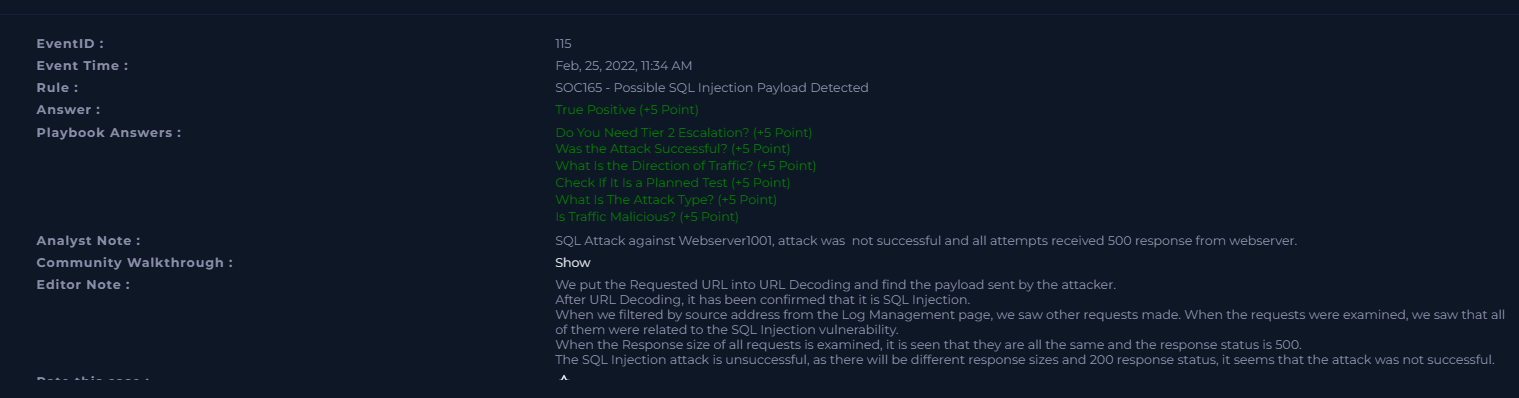 EventID : 115
Event Time : Feb, 25, 2022, 11:34 AM
Rule : SOC165 - Possible SQL Injection Payload Detected
Answer : True Positive (+5 Point)
Playbook Answers : Do You Need Tier 2 Escalation? (+5 Point)
Was the Attack Successful? (+5 Point)
What Is the Direction of Traffic? (+5 Point)
Check If It Is a Planned Test (+5 Point)
What Is The Attack Type? (+5 Point)
Is Traffic Malicious? (+5 Point)
Analyst Note : SQL Attack against Webserver1001, attack was  not successful and all attempts received 500 response from webserver.
Community Walkthrough : Show
Editor Note : We put the Requested URL into URL Decoding and find the payload sent by the attacker.
After URL Decoding, it has been confirmed that it is SQL Injection.
When we filtered by source address from the Log Management page, we saw other requests made. When the requests were examined, we saw that all
of them were related to the SQL Injection vulnerability.
When the Response size of all requests is examined, it is seen that they are all the same and the response status is 500.
The SQL Injection attack is unsuccessful, as there will be different response sizes and 200 response status, it seems that the attack was not successful.